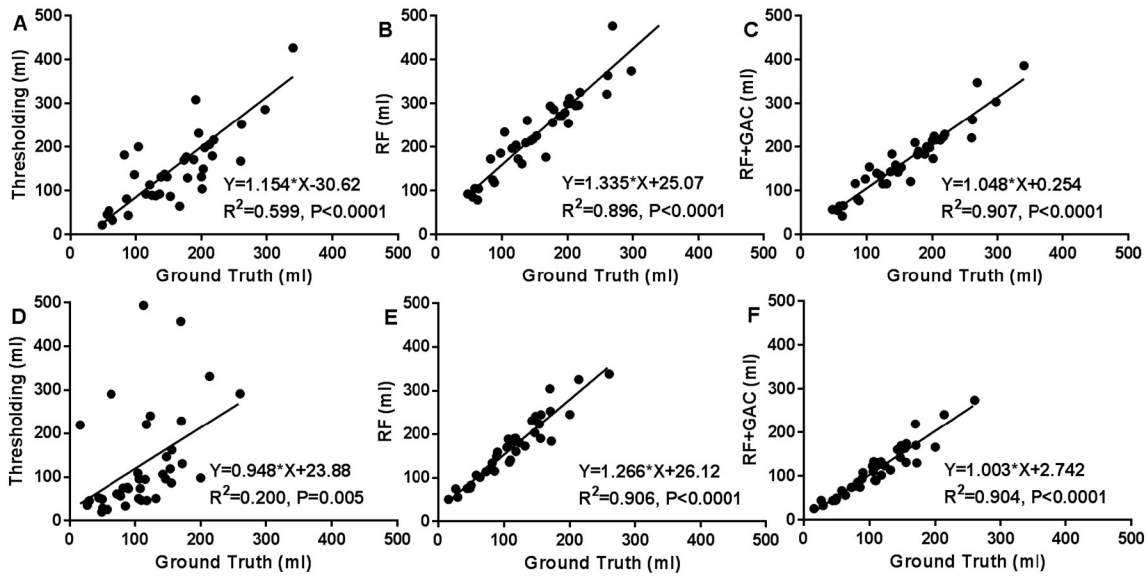 A
Thresholding (ml)
500
400
300
200
100
0
0 100 200 300 400 500
Ground Truth (ml)
Y=1.154*X-30.62
R²=0.599, P<0.0001
B
RF (ml)
500
400
300
200
100
0
0 100 200 300 400 500
Ground Truth (ml)
Y=1.335*X+25.07
R²=0.896, P<0.0001
C
RF+GAC (ml)
500
400
300
200
100
0
0 100 200 300 400 500
Ground Truth (ml)
Y=1.048*X+0.254
R²=0.907, P<0.0001
D
Thresholding (ml)
500
400
300
200
100
0
0 100 200 300 400 500
Ground Truth (ml)
Y=0.948*X+23.88
R²=0.200, P=0.005
E
RF (ml)
500
400
300
200
100
0
0 100 200 300 400 500
Ground Truth (ml)
Y=1.266*X+26.12
R²=0.906, P<0.0001
F
RF+GAC (ml)
500
400
300
200
100
0
0 100 200 300 400 500
Ground Truth (ml)
Y=1.003*X+2.742
R²=0.904, P<0.0001